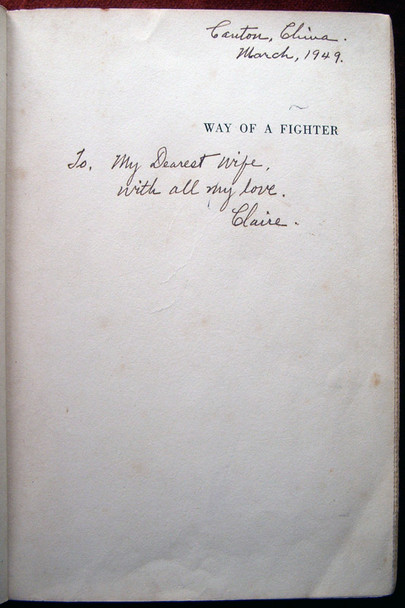 Canton, China.
March, 1949.
WAY OF A FIGHTER
To. My Dearest Wife,
with all my love.
Claire.